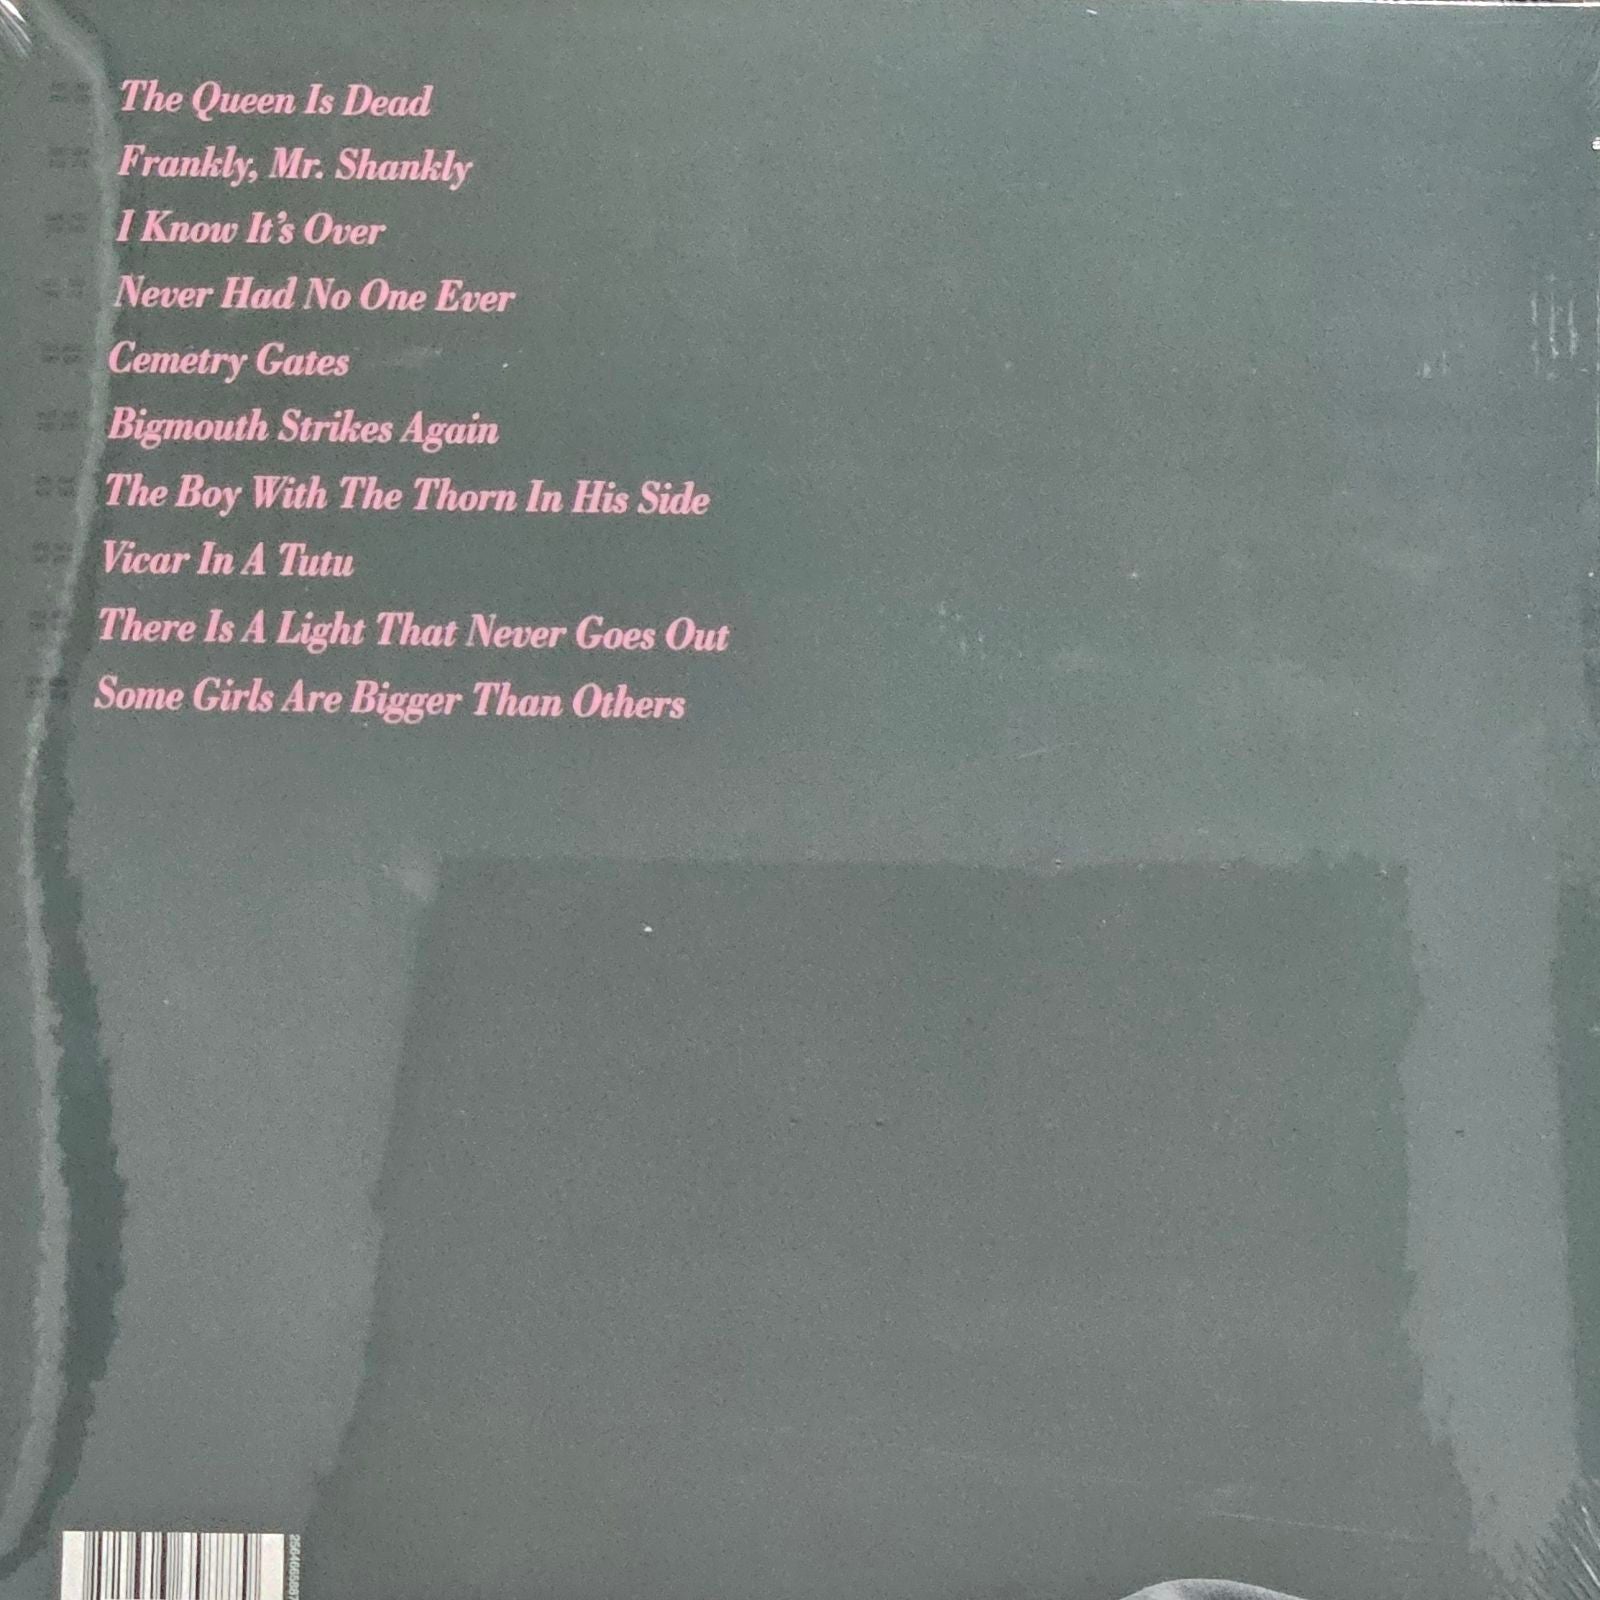 The Queen Is Dead
Frankly, Mr. Shankly
I Know It's Over
Never Had No One Ever
Cemetry Gates
Bigmouth Strikes Again
The Boy With The Thorn In His Side
Vicar In A Tutu
There Is A Light That Never Goes Out
Some Girls Are Bigger Than Others